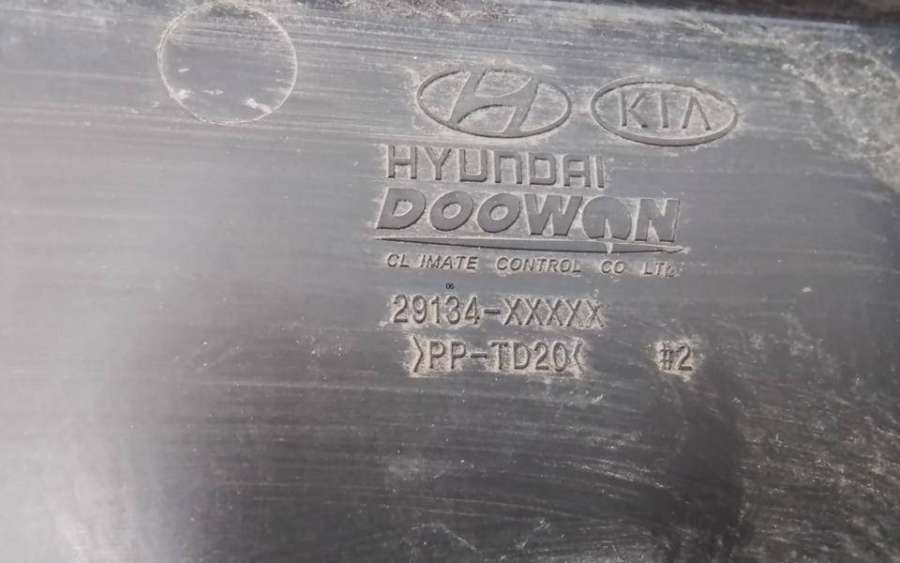 KIA
HYUNDAI
DOOWON
CLIMATE CONTROL CO LTD
06
29134-XXXXX
>PP-TD20< #2